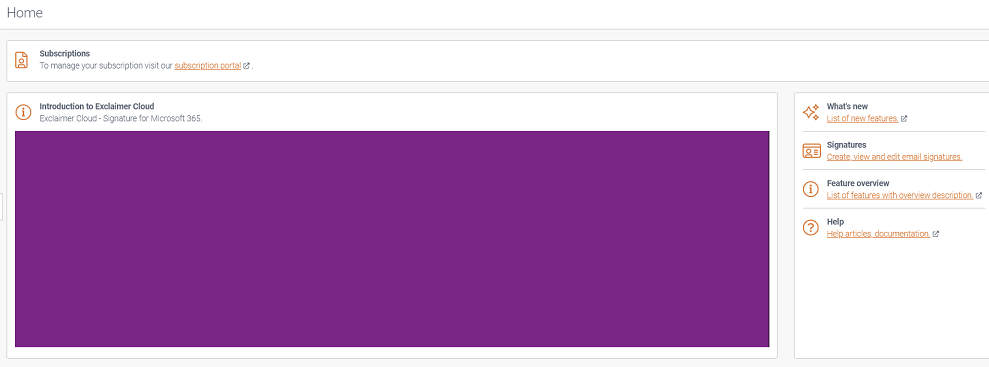 Home
Subscriptions
To manage your subscription visit our subscription portal .
Introduction to Exclaimer Cloud
Exclaimer Cloud - Signature for Microsoft 365.
What's new
List of new features.
Signatures
Create, view and edit email signatures.
Feature overview
List of features with overview description.
Help
Help articles, documentation.